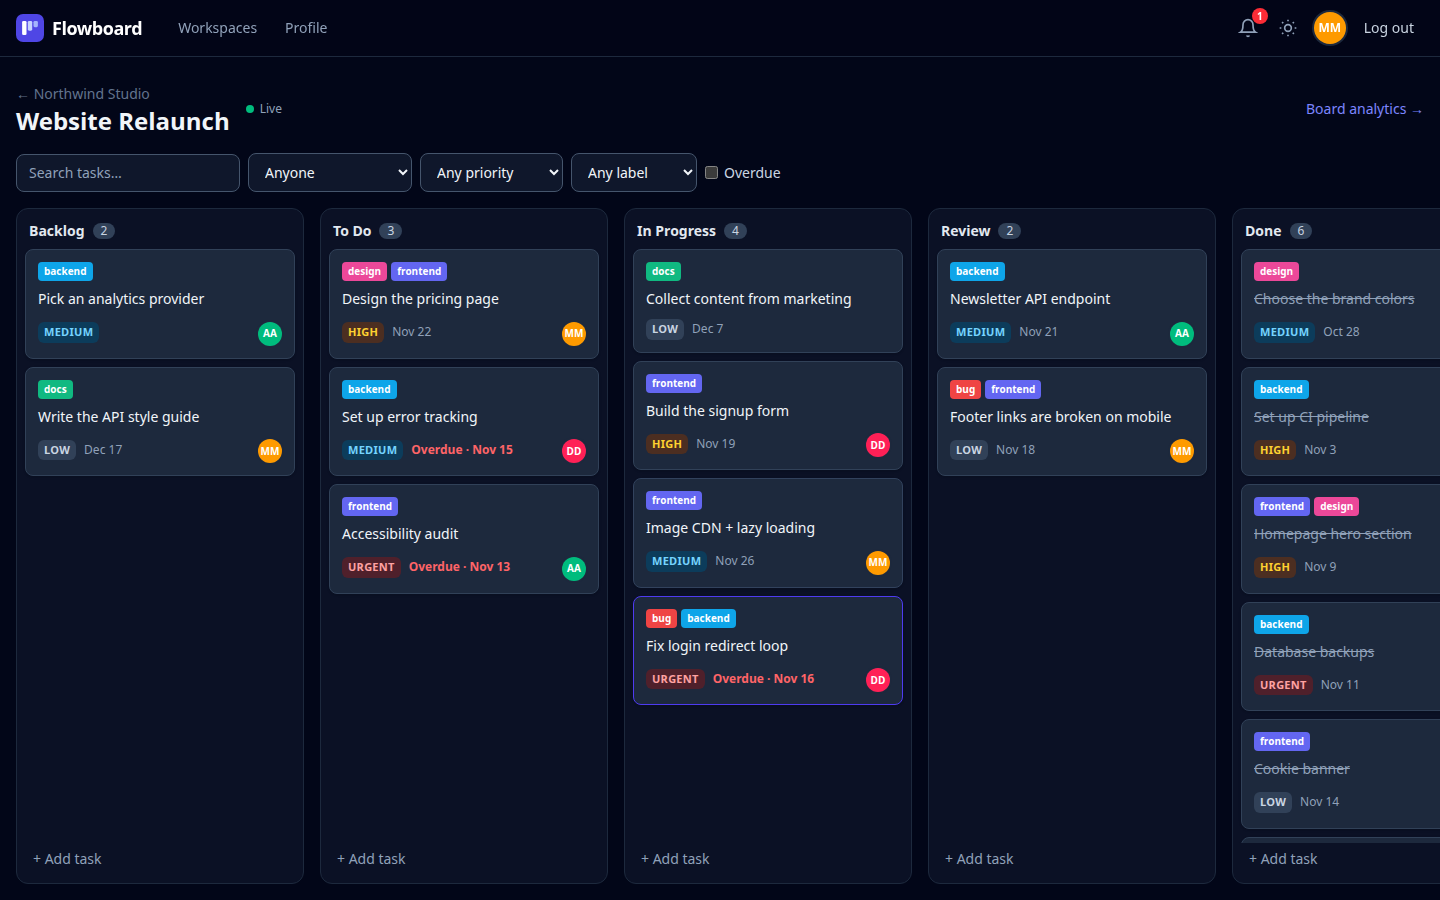 Flowboard
Workspaces
Profile
1
MM
Log out
← Northwind Studio
Website Relaunch
Live
Board analytics →
Search tasks…
Anyone
Any priority
Any label
Overdue
Backlog 2
backend
Pick an analytics provider
MEDIUM
AA
docs
Write the API style guide
LOW Dec 17
MM
+ Add task
To Do 3
design frontend
Design the pricing page
HIGH Nov 22
MM
backend
Set up error tracking
MEDIUM Overdue · Nov 15
DD
frontend
Accessibility audit
URGENT Overdue · Nov 13
AA
+ Add task
In Progress 4
docs
Collect content from marketing
LOW Dec 7
frontend
Build the signup form
HIGH Nov 19
DD
frontend
Image CDN + lazy loading
MEDIUM Nov 26
MM
bug backend
Fix login redirect loop
URGENT Overdue · Nov 16
DD
+ Add task
Review 2
backend
Newsletter API endpoint
MEDIUM Nov 21
AA
bug frontend
Footer links are broken on mobile
LOW Nov 18
MM
+ Add task
Done 6
design
Choose the brand colors
MEDIUM Oct 28
backend
Set up CI pipeline
HIGH Nov 3
frontend design
Homepage hero section
HIGH Nov 9
backend
Database backups
URGENT Nov 11
frontend
Cookie banner
LOW Nov 14
+ Add task